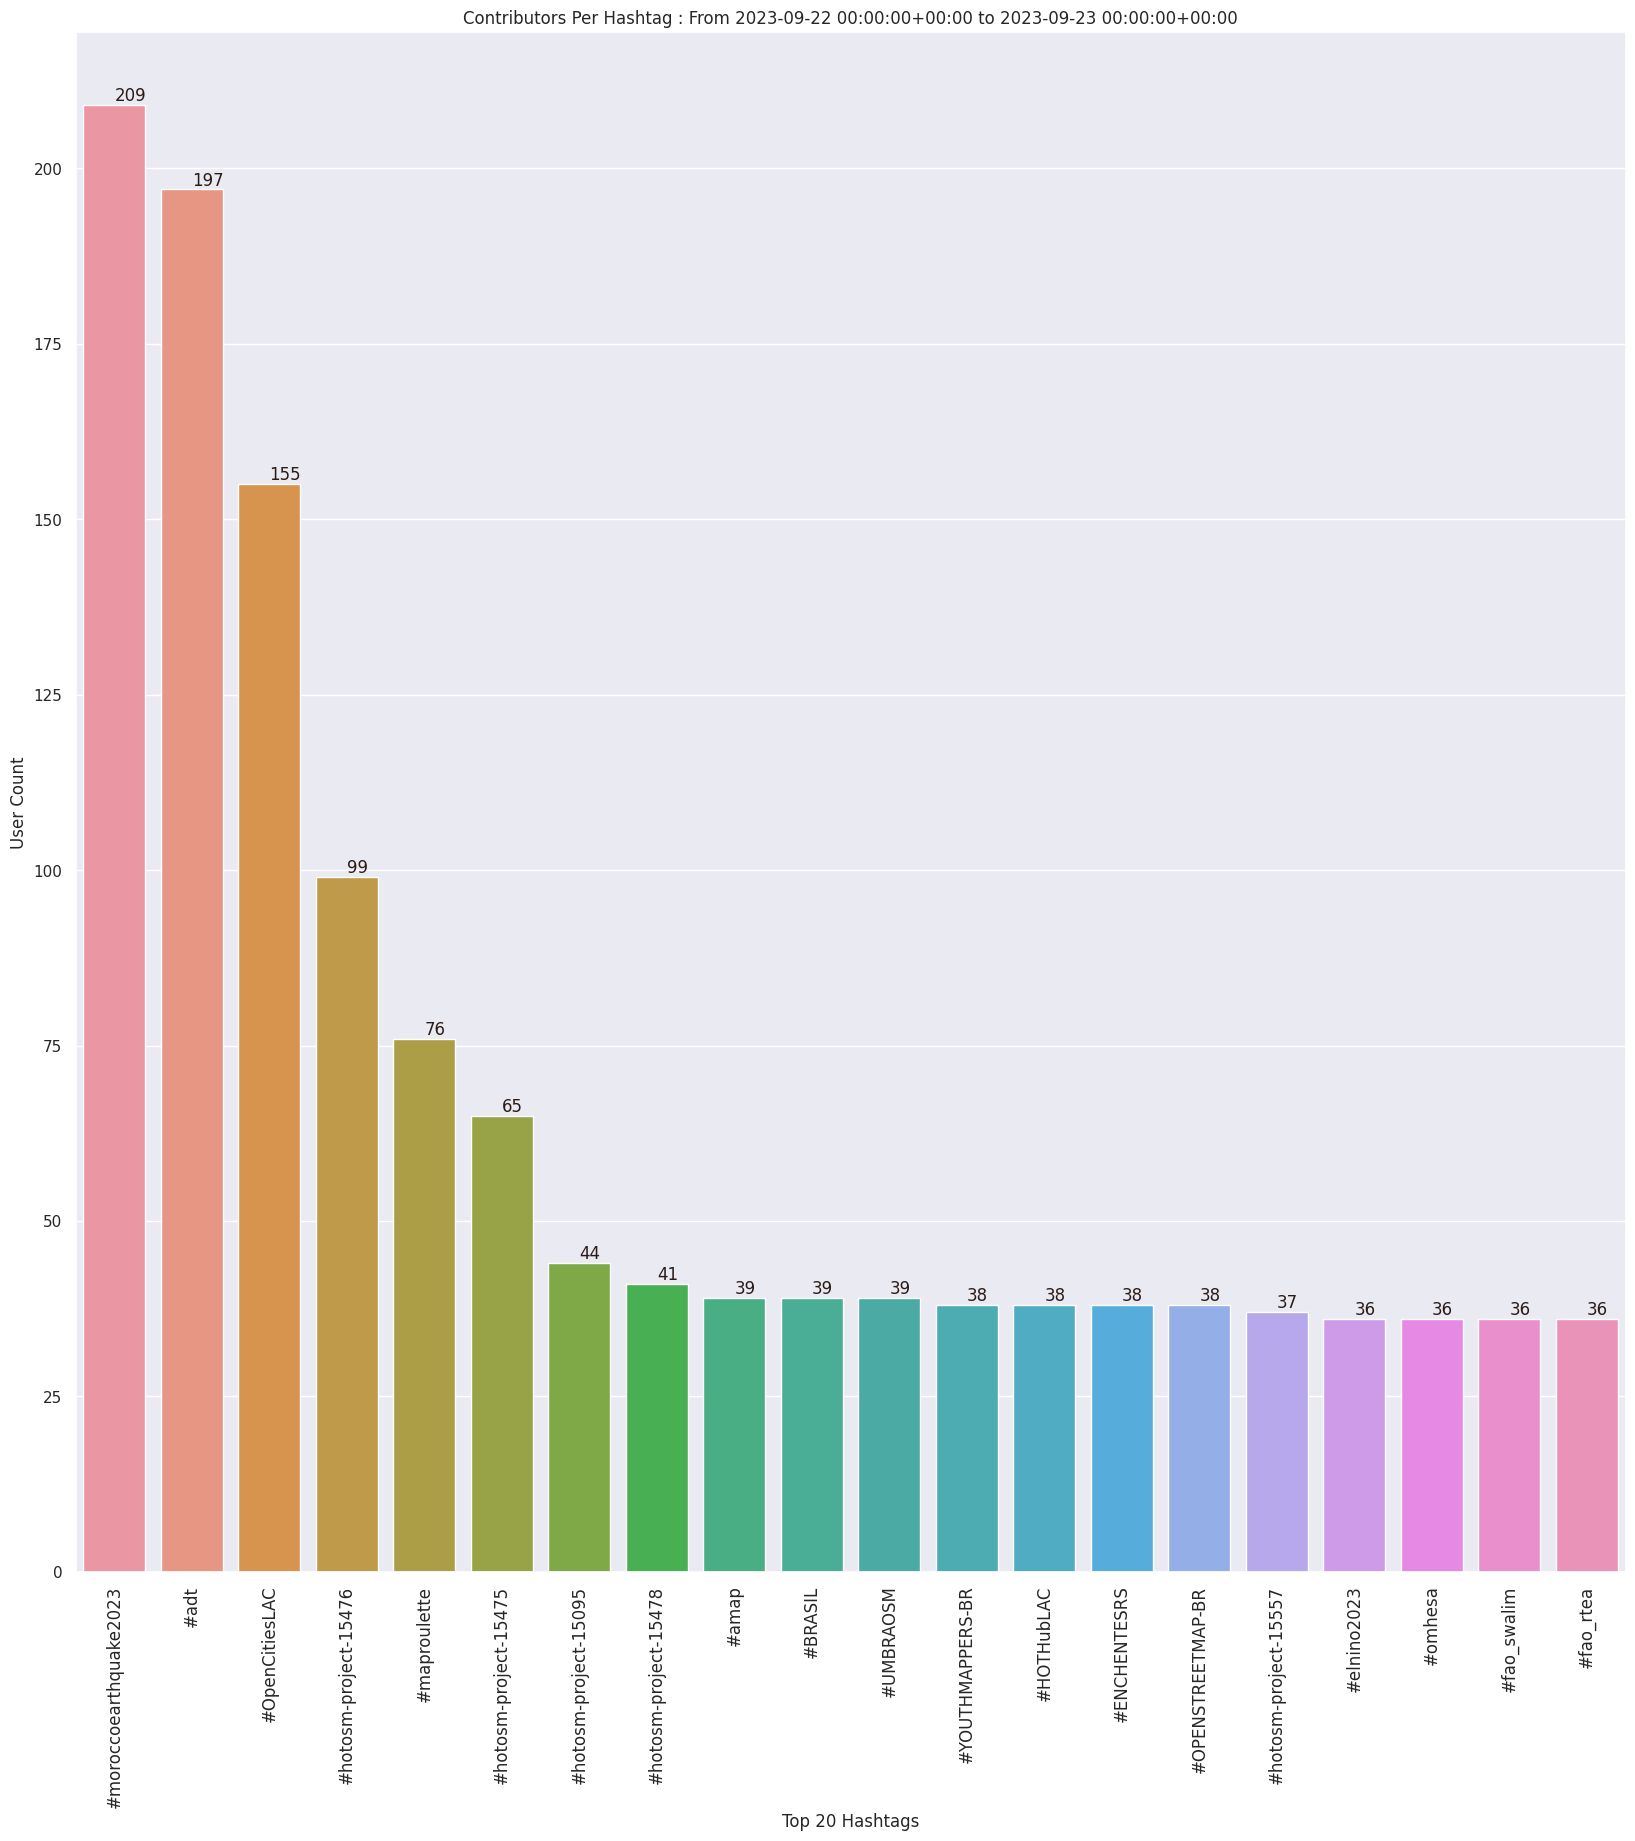 Contributors Per Hashtag : From 2023-09-22 00:00:00+00:00 to 2023-09-23 00:00:00+00:00
User Count
200
175
150
125
100
75
50
25
0
209
197
155
99
76
65
44
41
39
39
39
38
38
38
38
37
36
36
36
36
#moroccoearthquake2023
#adt
#OpenCitiesLAC
#hotosm-project-15476
#maproulette
#hotosm-project-15475
#hotosm-project-15095
#hotosm-project-15478
#amap
#BRASIL
#UMBRAOSM
#YOUTHMAPPERS-BR
#HOTHubLAC
#ENCHENTESRS
#OPENSTREETMAP-BR
#hotosm-project-15557
#elnino2023
#omhesa
#fao_swalim
#fao_rtea
Top 20 Hashtags